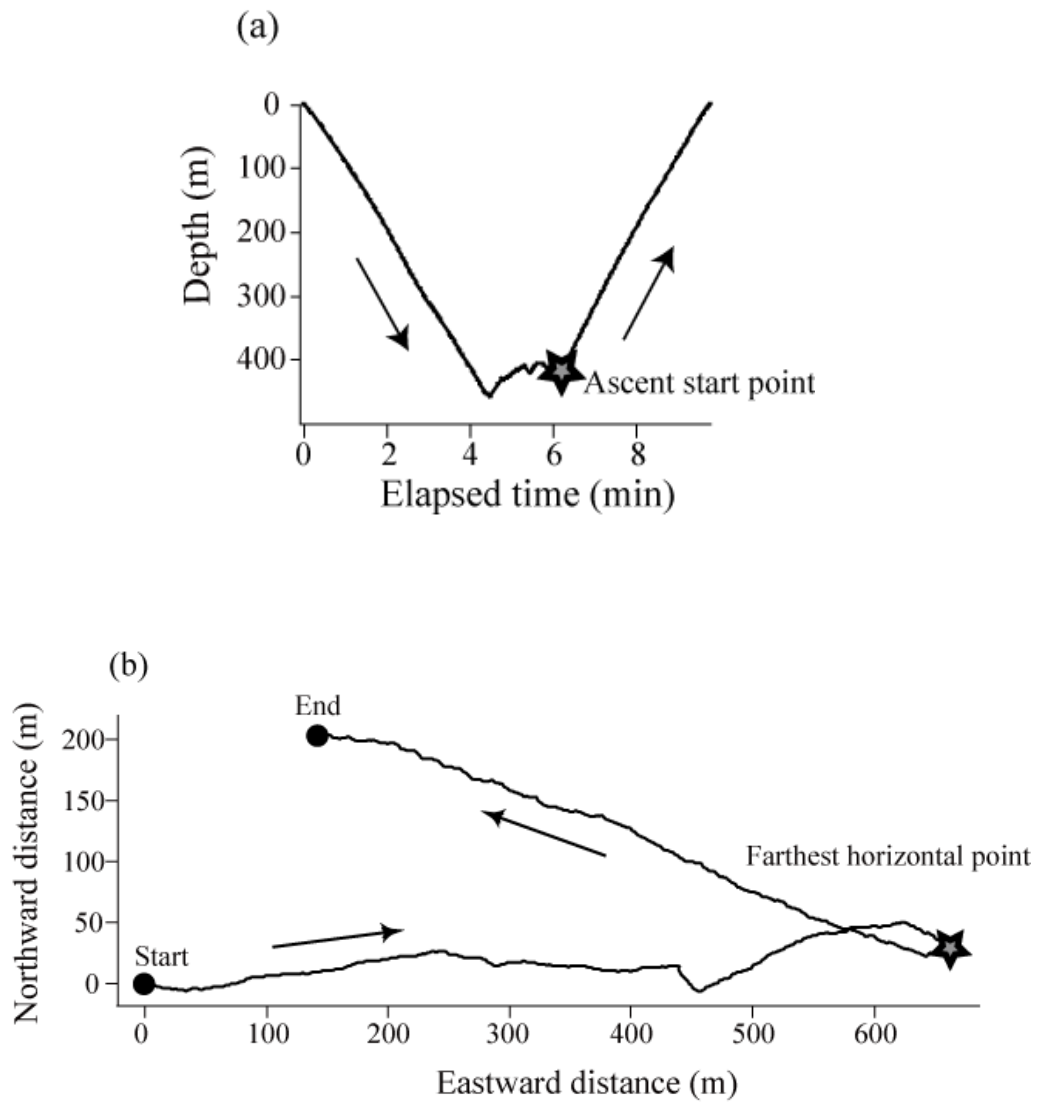 (a)
Depth (m)
0
100
200
300
400
Ascent start point
0 2 4 6 8
Elapsed time (min)
(b)
Northward distance (m)
200
150
100
50
0
End
Farthest horizontal point
Start
0 100 200 300 400 500 600
Eastward distance (m)